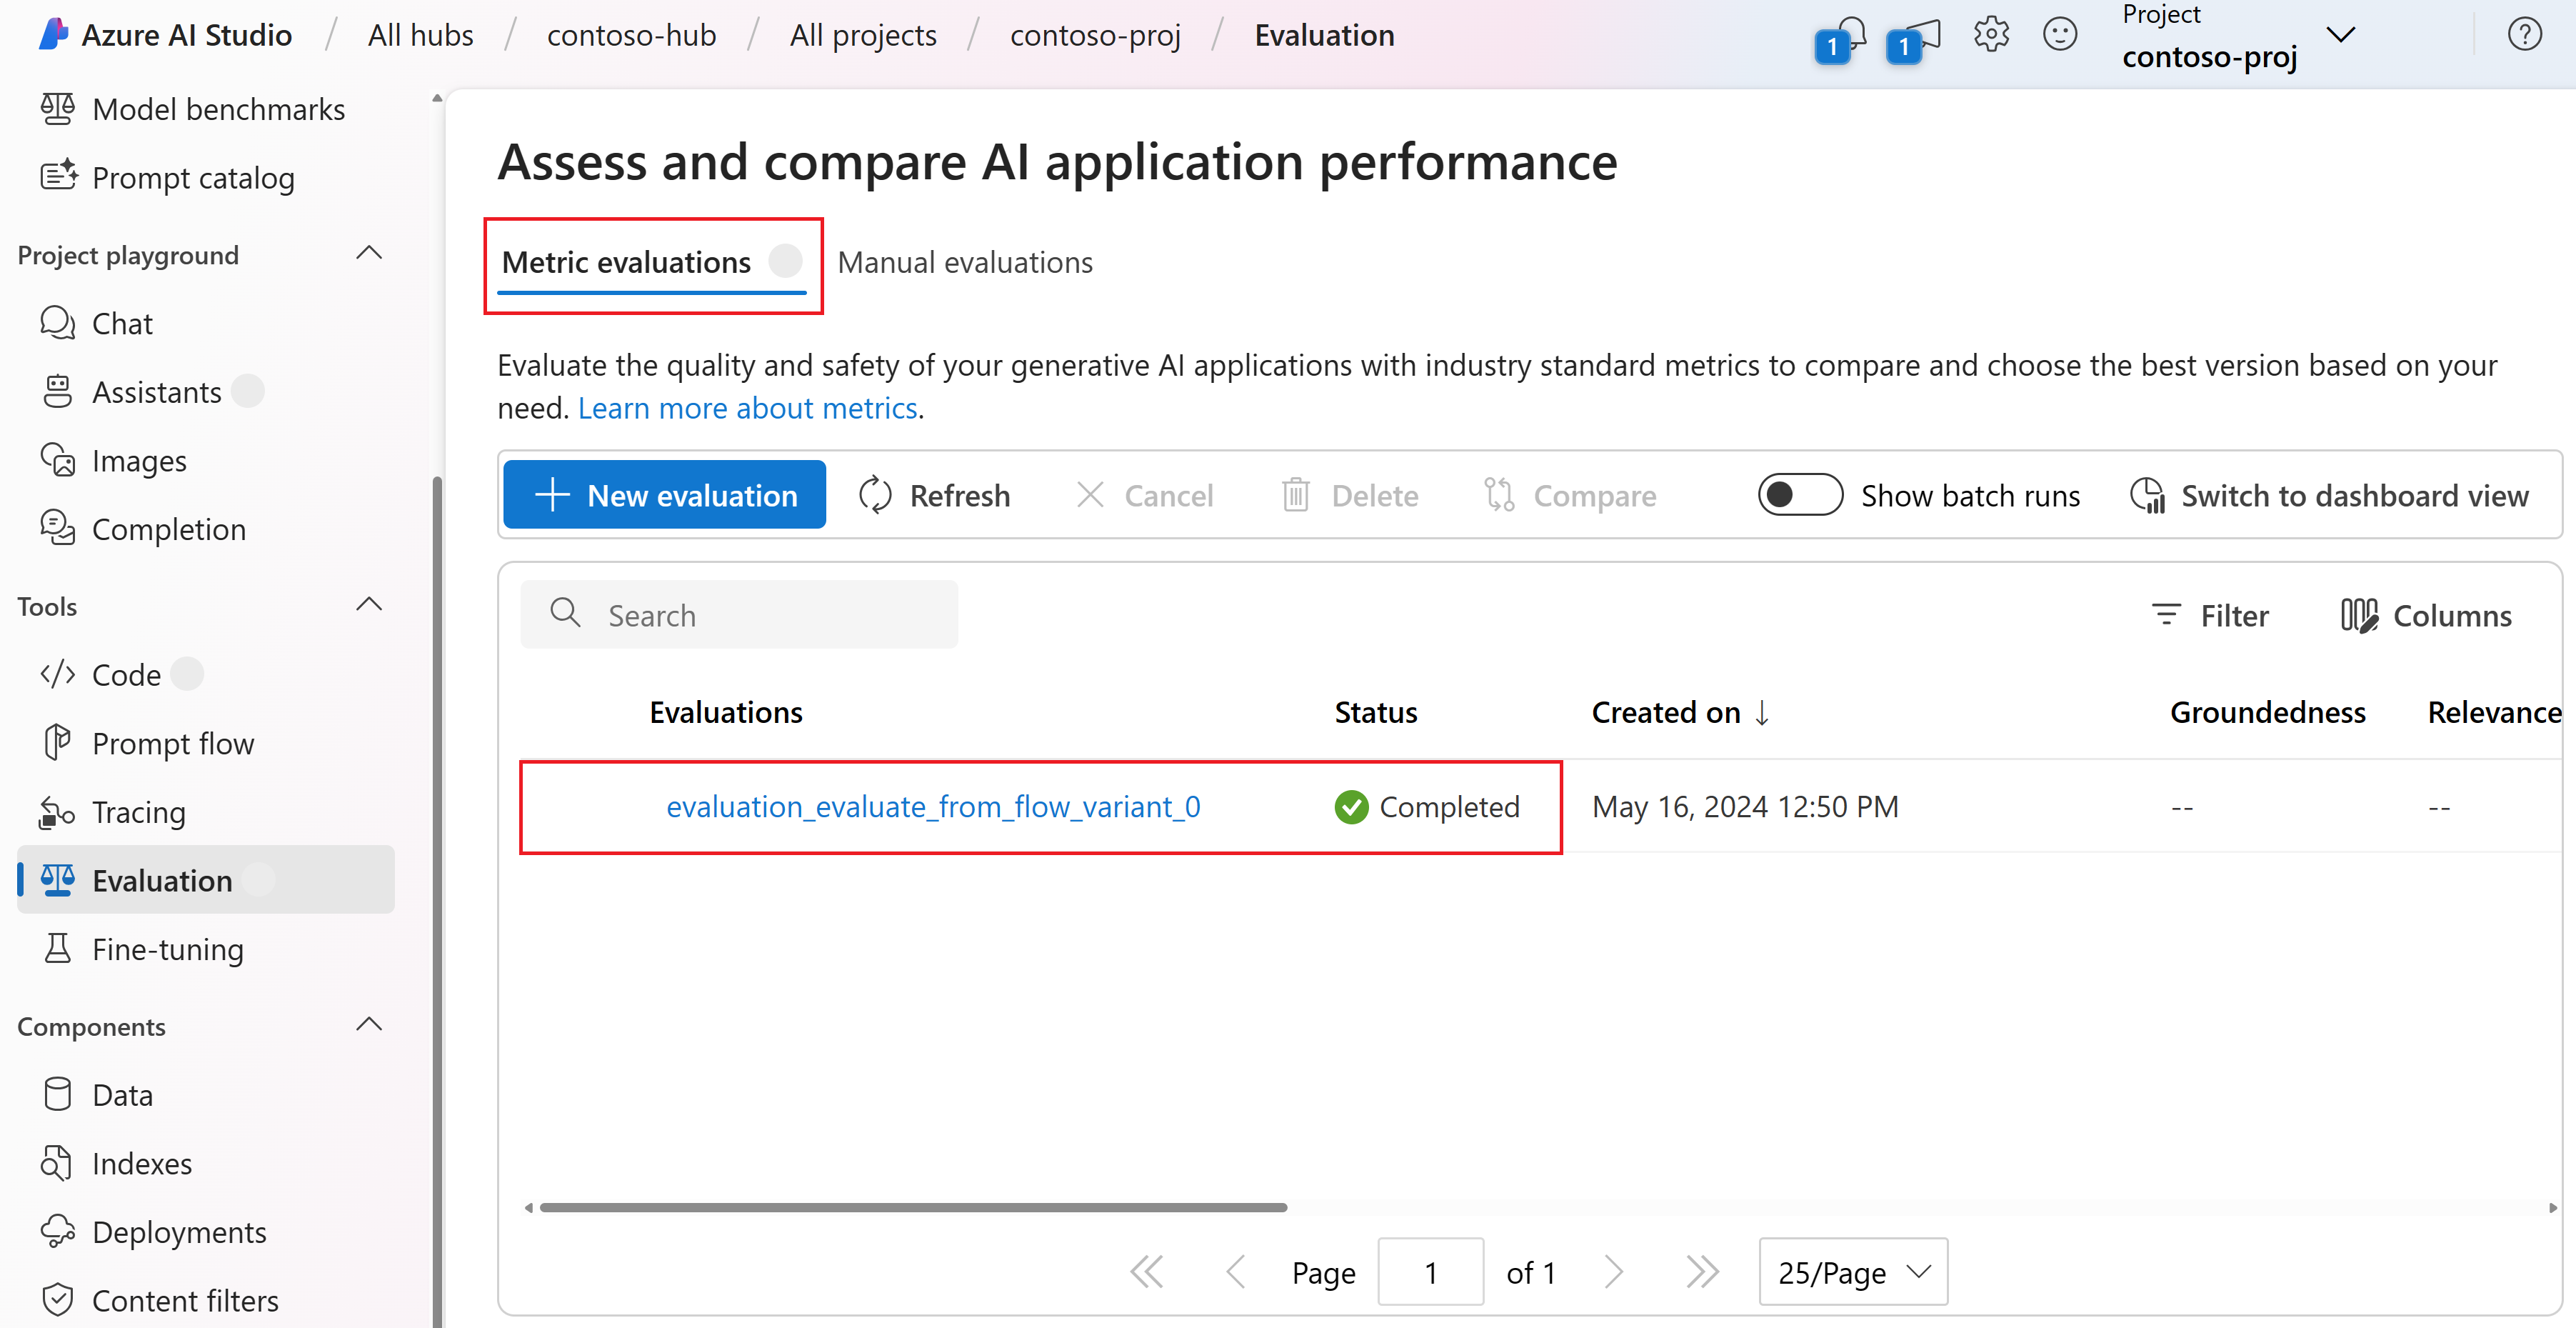 Azure AI Studio / All hubs / contoso-hub / All projects / contoso-proj / Evaluation
1
1
Project
contoso-proj
Model benchmarks
Prompt catalog
Project playground
Chat
Assistants
Images
Completion
Tools
Code
Prompt flow
Tracing
Evaluation
Fine-tuning
Components
Data
Indexes
Deployments
Content filters
Assess and compare AI application performance
Metric evaluations
Manual evaluations
Evaluate the quality and safety of your generative AI applications with industry standard metrics to compare and choose the best version based on your
need. Learn more about metrics.
New evaluation
Refresh
Cancel
Delete
Compare
Show batch runs
Switch to dashboard view
Search
Filter
Columns
Evaluations Status Created on ↓ Groundedness Relevance
evaluation_evaluate_from_flow_variant_0 Completed May 16, 2024 12:50 PM -- --
Page 1 of 1
25/Page